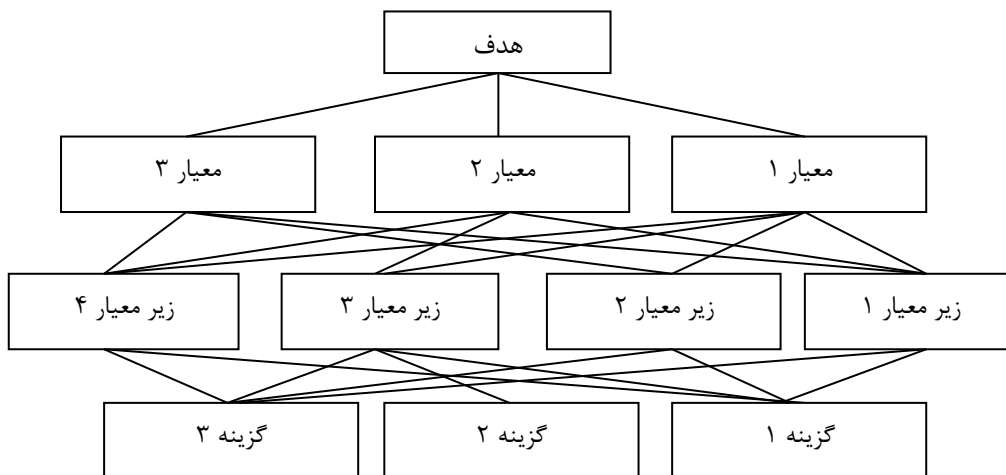 هدف
معیار ۱
معیار ۲
معیار ۳
زیر معیار ۱
زیر معیار ۲
زیر معیار ۳
زیر معیار ۴
گزینه ۱
گزینه ۲
گزینه ۳